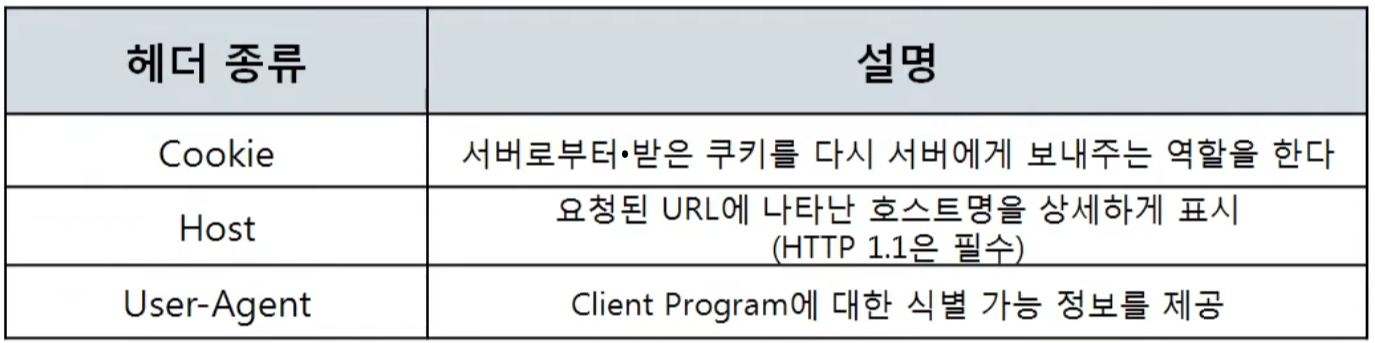 헤더 종류 설명
Cookie 서버로부터·받은 쿠키를 다시 서버에게 보내주는 역할을 한다
Host 요청된 URL에 나타난 호스트명을 상세하게 표시
(HTTP 1.1은 필수)
User-Agent Client Program에 대한 식별 가능 정보를 제공